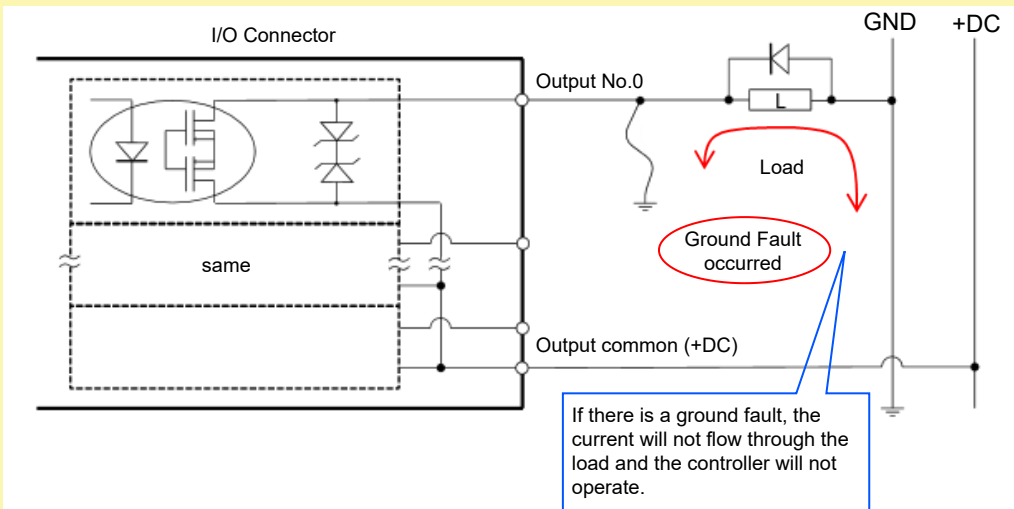 I/O Connector
GND
+DC
Output No.0
L
Load
Ground Fault
occurred
same
Output common (+DC)
If there is a ground fault, the
current will not flow through the
load and the controller will not
operate.